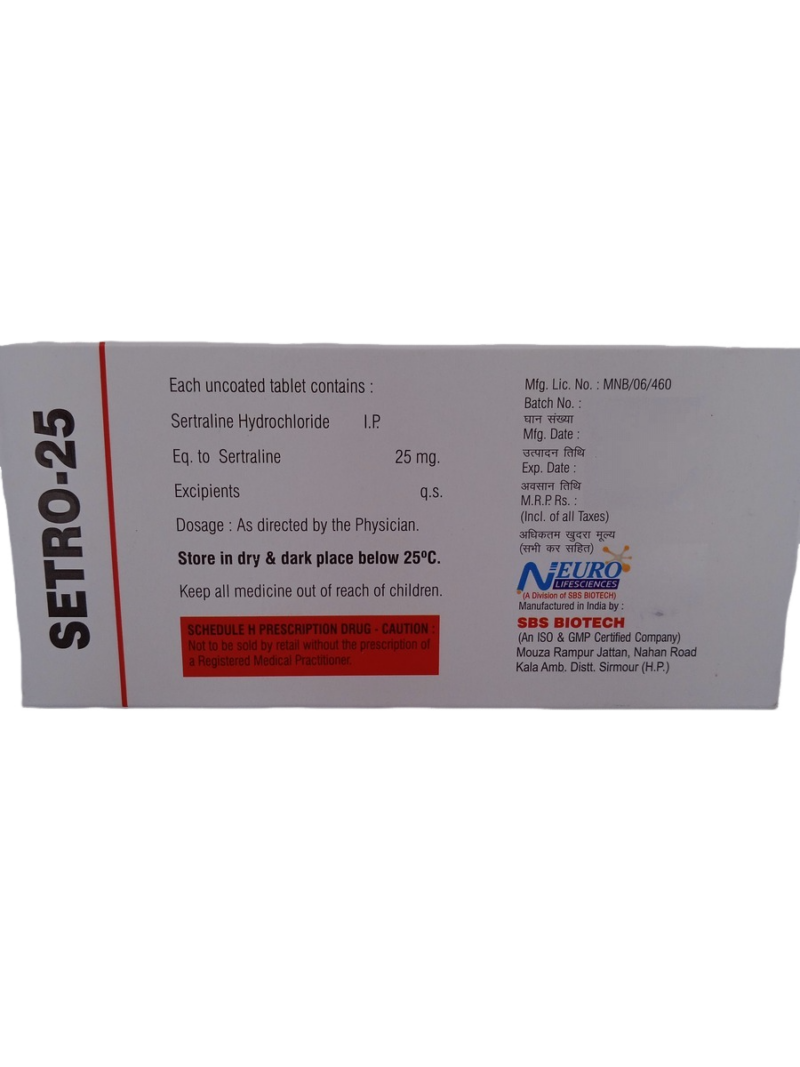 SETRO-25
Each uncoated tablet contains :
Sertraline Hydrochloride I.P.
Eq. to Sertraline 25 mg.
Excipients q.s.
Dosage : As directed by the Physician.
Store in dry & dark place below 25ºC.
Keep all medicine out of reach of children.
SCHEDULE H PRESCRIPTION DRUG - CAUTION :
Not to be sold by retail without the prescription of
a Registered Medical Practitioner.
Mfg. Lic. No. : MNB/06/460
Batch No. :
घान संख्या
Mfg. Date :
उत्पादन तिथि
Exp. Date :
अवसान तिथि
M.R.P. Rs. :
(Incl. of all Taxes)
अधिकतम खुदरा मूल्य
(सभी कर सहित)
NEURO
LIFESCIENCES
(A Division of SBS BIOTECH)
Manufactured in India by :
SBS BIOTECH
(An ISO & GMP Certified Company)
Mouza Rampur Jattan, Nahan Road
Kala Amb. Distt. Sirmour (H.P.)